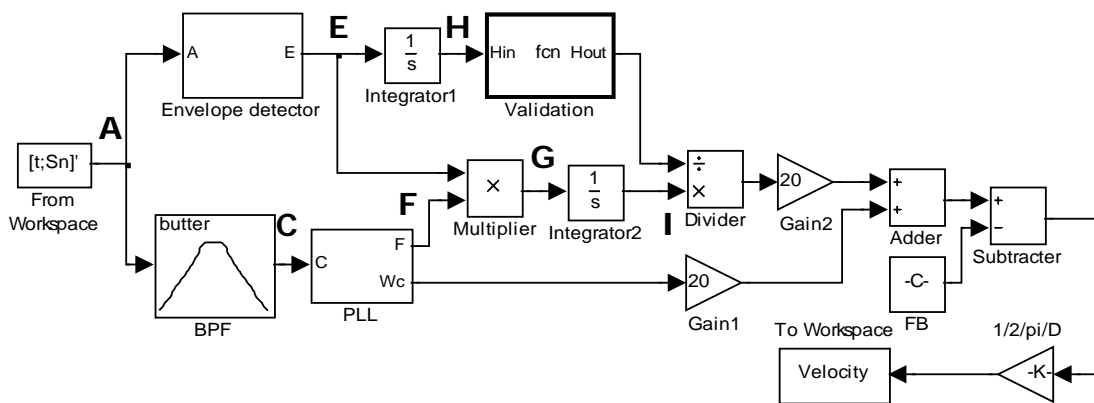 E
H
A
E
1
s
Integrator1
Hin
fcn
Hout
Envelope detector
Validation
A
[t;Sn]'
From
Workspace
G
÷
×
Divider
×
Multiplier
1
s
Integrator2
I
20
Gain2
+
+
Adder
+
−
Subtracter
butter
BPF
C
F
C
F
Wc
PLL
20
Gain1
-C-
FB
To Workspace
Velocity
1/2/pi/D
-K-